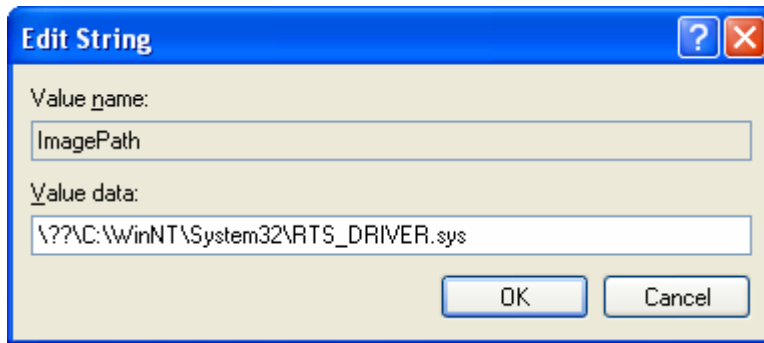 Edit String
Value name:
ImagePath
Value data:
\??\C:\WinNT\System32\RTS_DRIVER.sys
OK Cancel